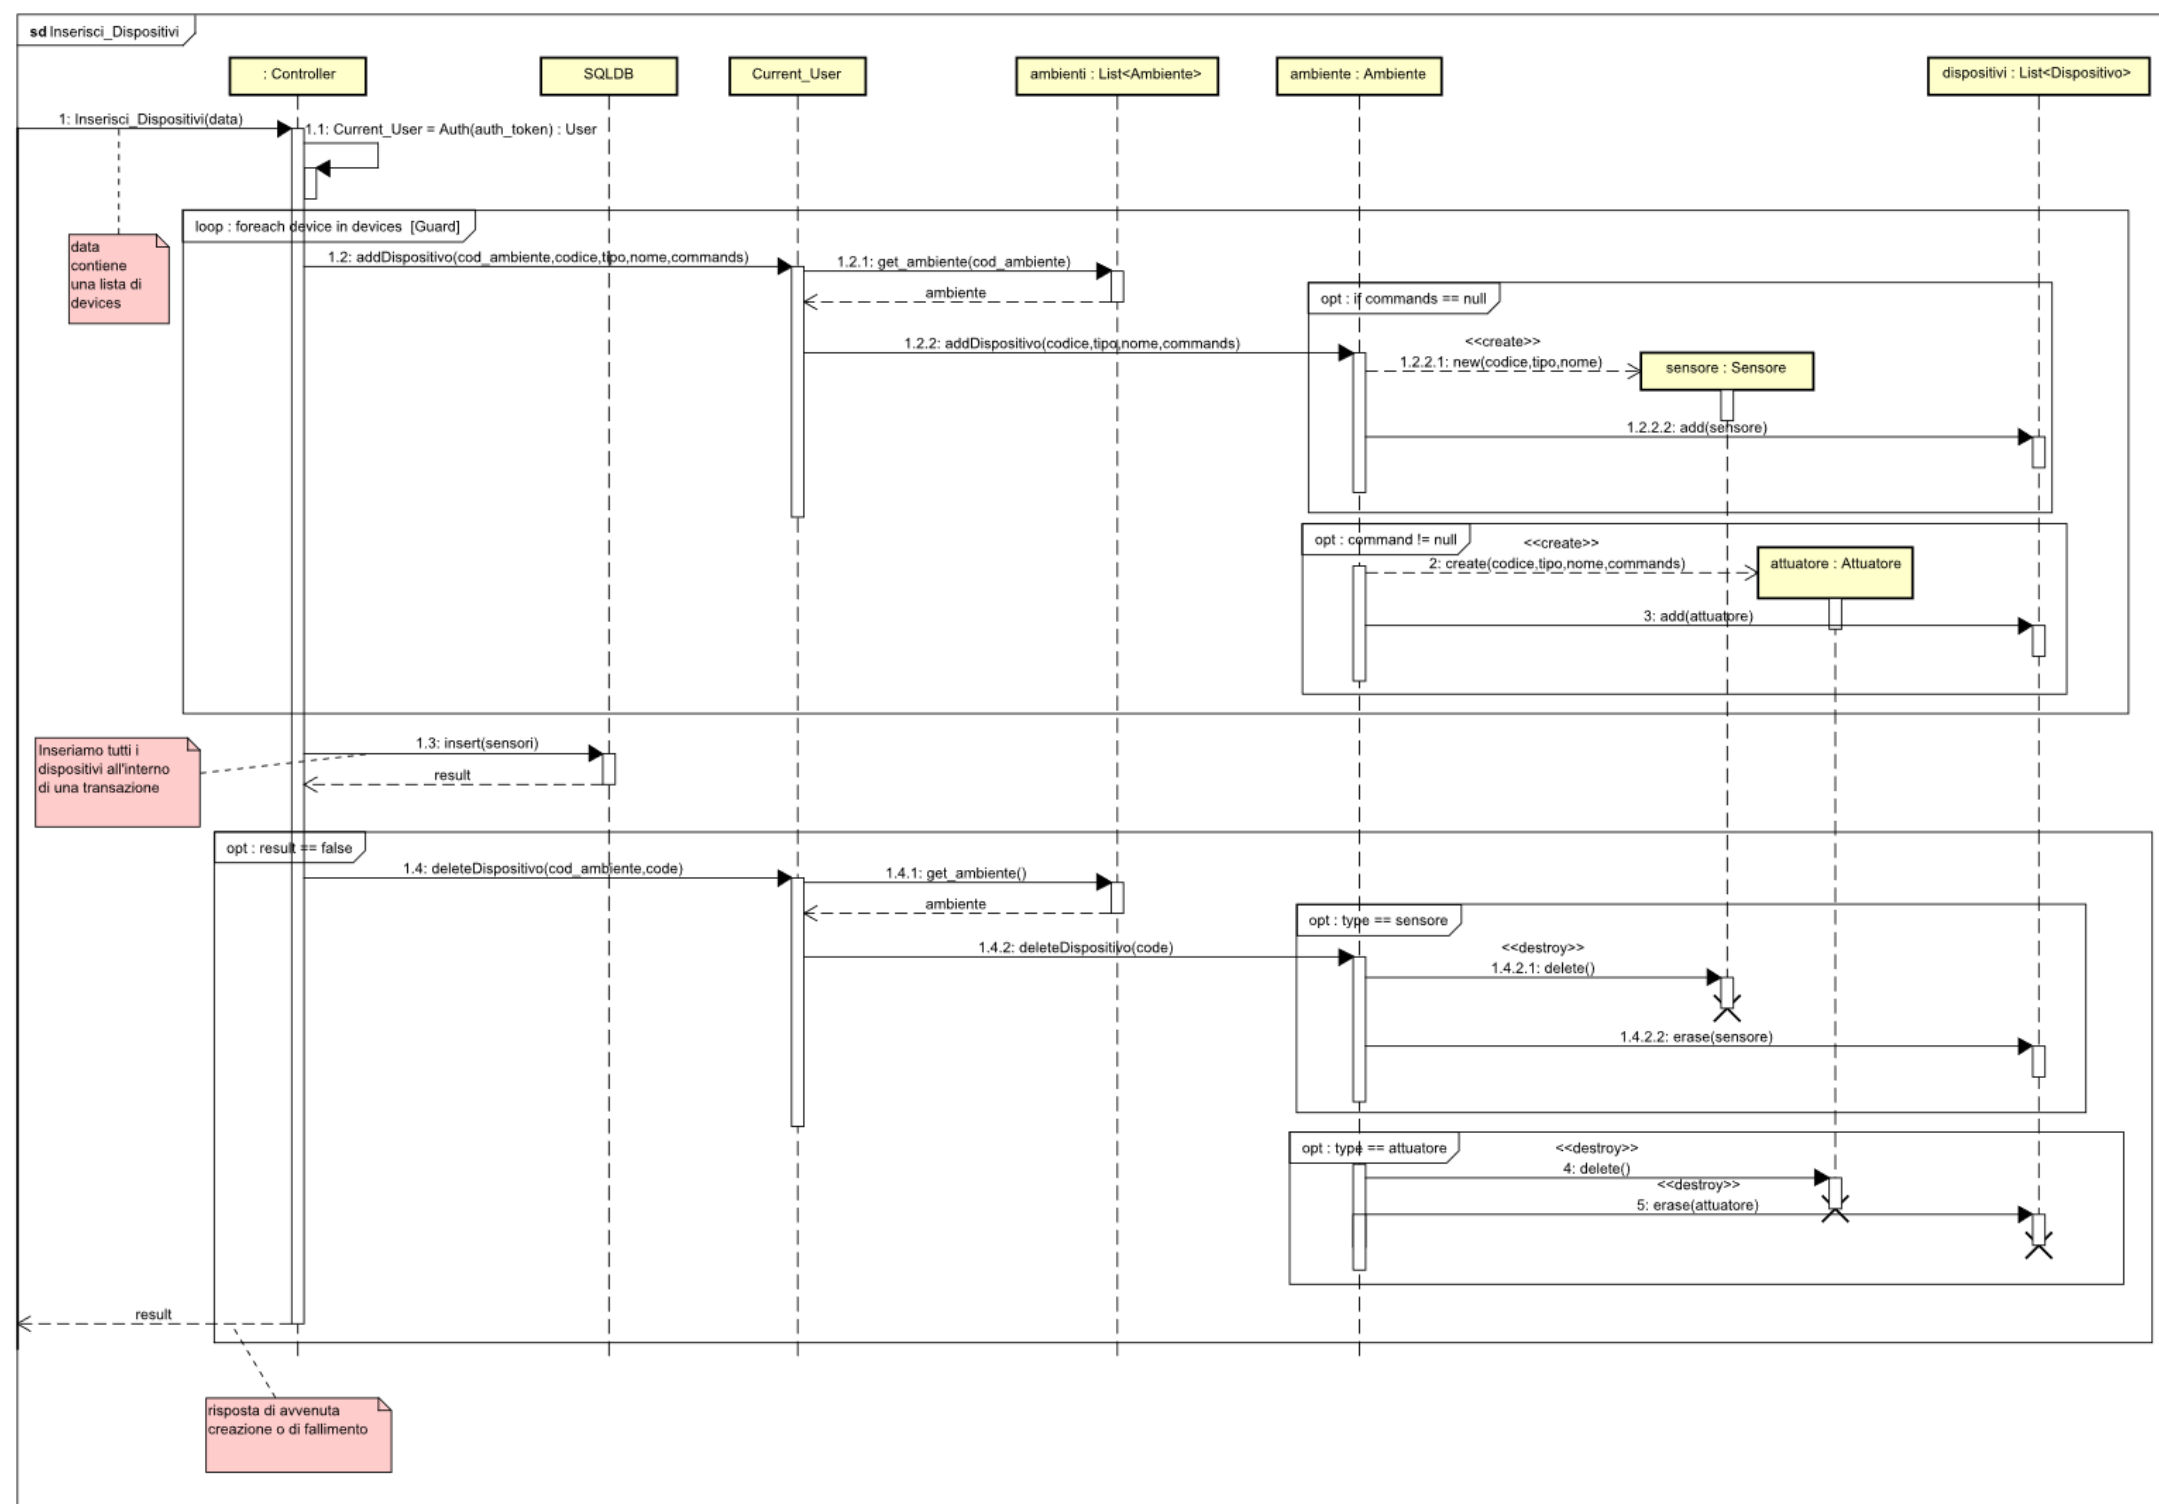 sd Inserisci_Dispositivi
: Controller
SQLDB
Current_User
ambienti : List<Ambiente>
ambiente : Ambiente
dispositivi : List<Dispositivo>
1: Inserisci_Dispositivi(data)
1.1: Current_User = Auth(auth_token) : User
data
contiene
una lista di
devices
loop : foreach device in devices [Guard]
1.2: addDispositivo(cod_ambiente,codice,tipo,nome,commands)
1.2.1: get_ambiente(cod_ambiente)
ambiente
opt : if commands == null
1.2.2: addDispositivo(codice,tipo,nome,commands)
<<create>>
1.2.2.1: new(codice,tipo,nome)
sensore : Sensore
1.2.2.2: add(sensore)
opt : command != null
<<create>>
2: create(codice,tipo,nome,commands)
attuatore : Attuatore
3: add(attuatore)
Inseriamo tutti i
dispositivi all'interno
di una transazione
1.3: insert(sensori)
result
opt : result == false
1.4: deleteDispositivo(cod_ambiente,code)
1.4.1: get_ambiente()
ambiente
opt : type == sensore
1.4.2: deleteDispositivo(code)
<<destroy>>
1.4.2.1: delete()
1.4.2.2: erase(sensore)
opt : type == attuatore
<<destroy>>
4: delete()
<<destroy>>
5: erase(attuatore)
result
risposta di avvenuta
creazione o di fallimento